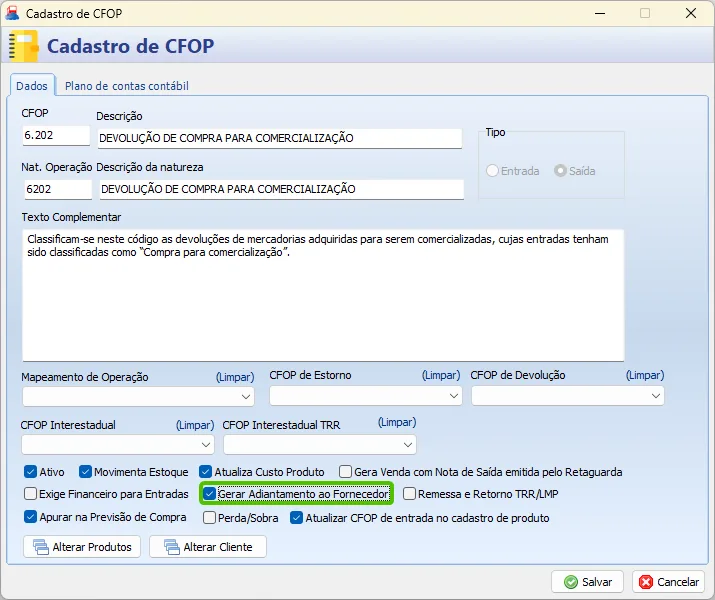 Cadastro de CFOP
Cadastro de CFOP
Dados Plano de contas contábil
CFOP Descrição
6.202 DEVOLUÇÃO DE COMPRA PARA COMERCIALIZAÇÃO
Tipo
Entrada Saída
Nat. Operação Descrição da natureza
6202 DEVOLUÇÃO DE COMPRA PARA COMERCIALIZAÇÃO
Texto Complementar
Classificam-se neste código as devoluções de mercadorias adquiridas para serem comercializadas, cujas entradas tenham
sido classificadas como “Compra para comercialização”.
Mapeamento de Operação (Limpar) CFOP de Estorno (Limpar) CFOP de Devolução (Limpar)
CFOP Interestadual (Limpar) CFOP Interestadual TRR (Limpar)
Ativo Movimenta Estoque Atualiza Custo Produto Gera Venda com Nota de Saída emitida pelo Retaguarda
Exige Financeiro para Entradas Gerar Adiantamento ao Fornecedor Remessa e Retorno TRR/LMP
Apurar na Previsão de Compra Perda/Sobra Atualizar CFOP de entrada no cadastro de produto
Alterar Produtos Alterar Cliente
Salvar Cancelar